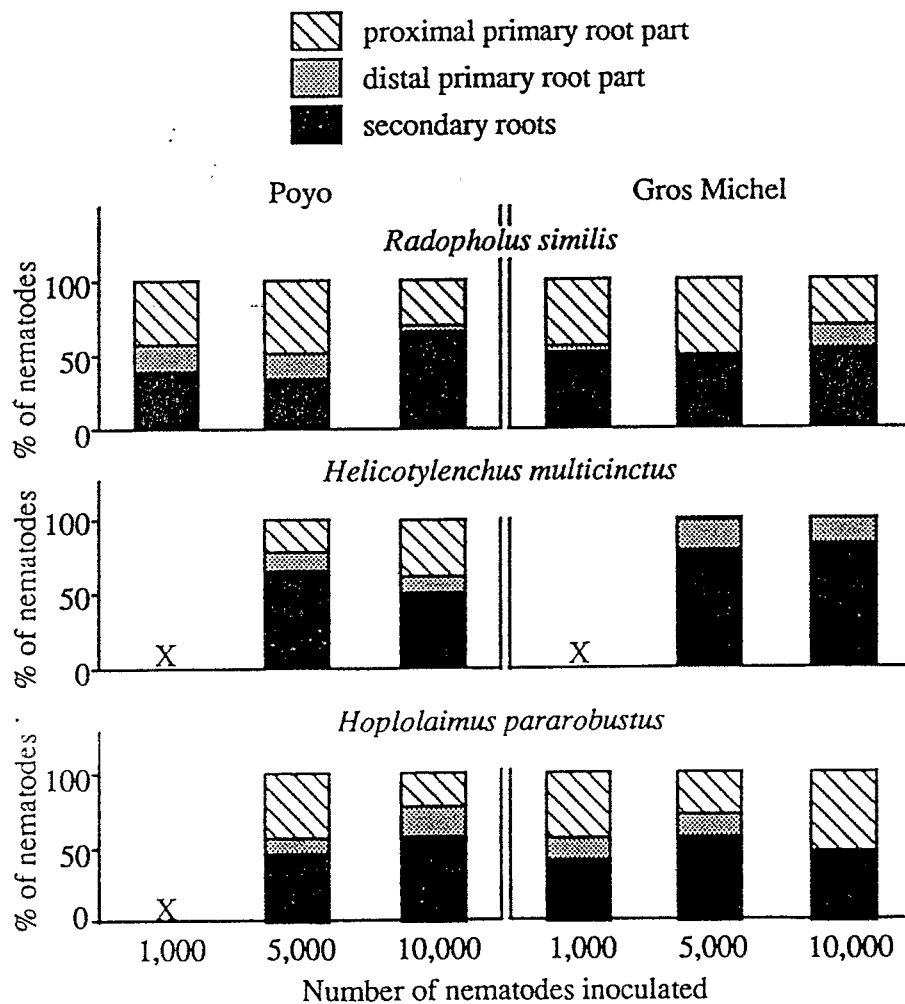 proximal primary root part
distal primary root part
secondary roots
Poyo
Gros Michel
Radopholus similis
% of nematodes
100
50
0
Helicotylenchus multicinctus
% of nematodes
100
50
0
X
X
Hoplolaimus pararobustus
% of nematodes
100
50
0
X
1,000
5,000
10,000
1,000
5,000
10,000
Number of nematodes inoculated